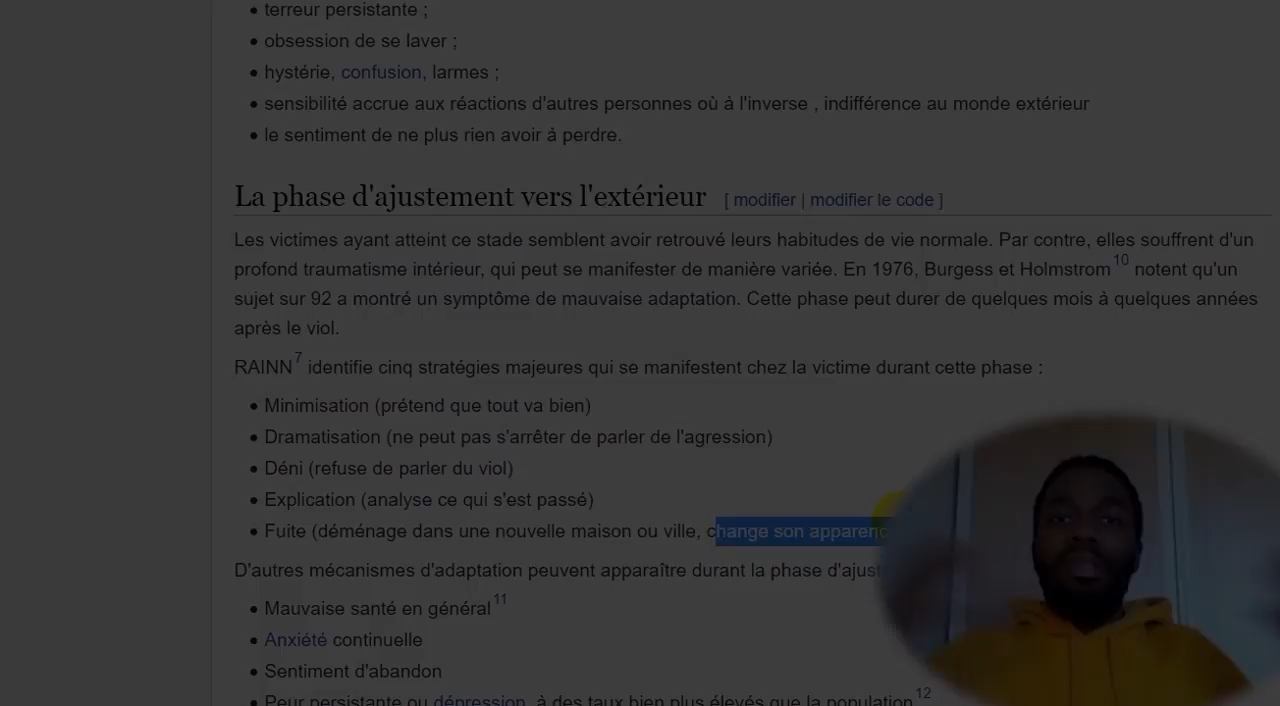 • terreur persistante ;
• obsession de se laver ;
• hystérie, confusion, larmes ;
• sensibilité accrue aux réactions d'autres personnes où à l'inverse , indifférence au monde extérieur
• le sentiment de ne plus rien avoir à perdre.
La phase d'ajustement vers l'extérieur [ modifier | modifier le code ]
Les victimes ayant atteint ce stade semblent avoir retrouvé leurs habitudes de vie normale. Par contre, elles souffrent d'un
profond traumatisme intérieur, qui peut se manifester de manière variée. En 1976, Burgess et Holmstrom 10 notent qu'un
sujet sur 92 a montré un symptôme de mauvaise adaptation. Cette phase peut durer de quelques mois à quelques années
après le viol.
RAINN 7 identifie cinq stratégies majeures qui se manifestent chez la victime durant cette phase :
• Minimisation (prétend que tout va bien)
• Dramatisation (ne peut pas s'arrêter de parler de l'agression)
• Déni (refuse de parler du viol)
• Explication (analyse ce qui s'est passé)
• Fuite (déménage dans une nouvelle maison ou ville, change son apparenc
D'autres mécanismes d'adaptation peuvent apparaître durant la phase d'ajust
• Mauvaise santé en général 11
• Anxiété continuelle
• Sentiment d'abandon
• Peur persistante ou dépression, à des taux bien plus élevés que la population 12